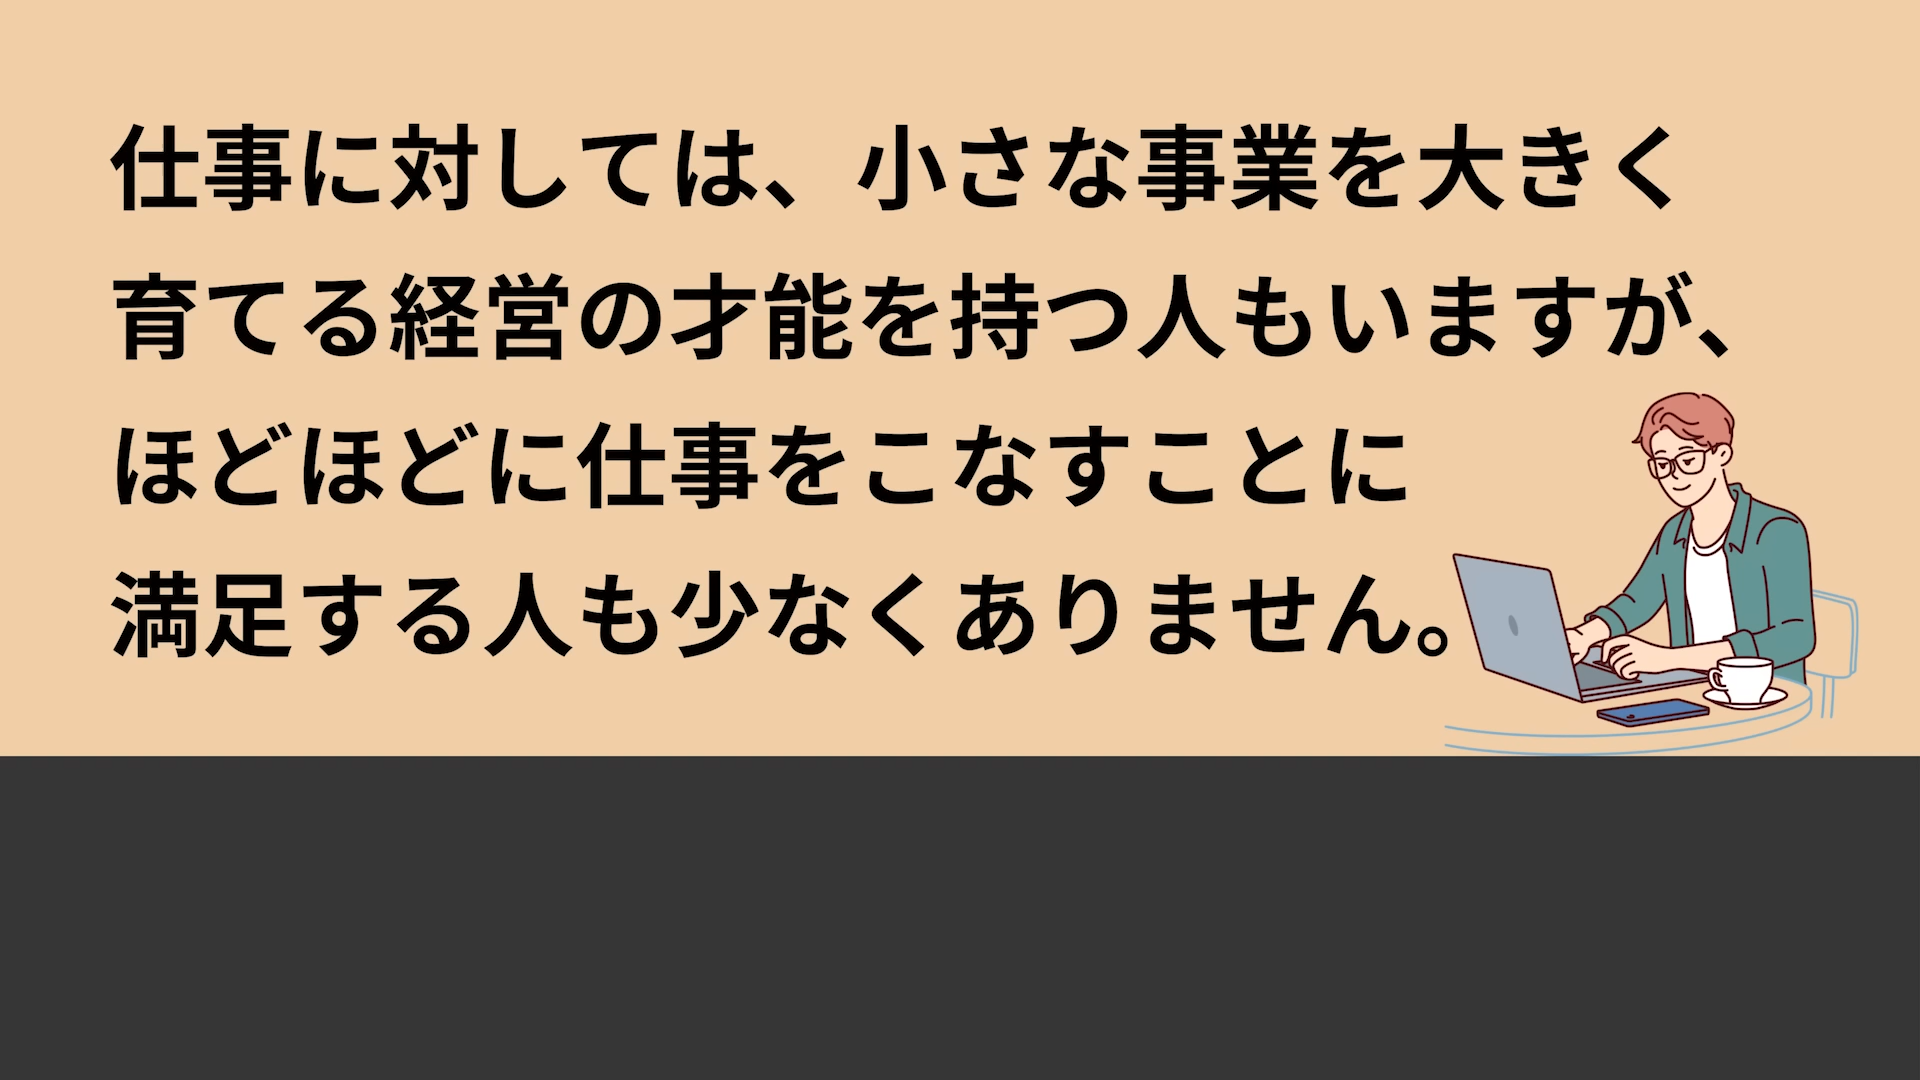 仕事に対しては、小さな事業を大きく
育てる経営の才能を持つ人もいますが、
ほどほどに仕事をこなすことに
満足する人も少なくありません。